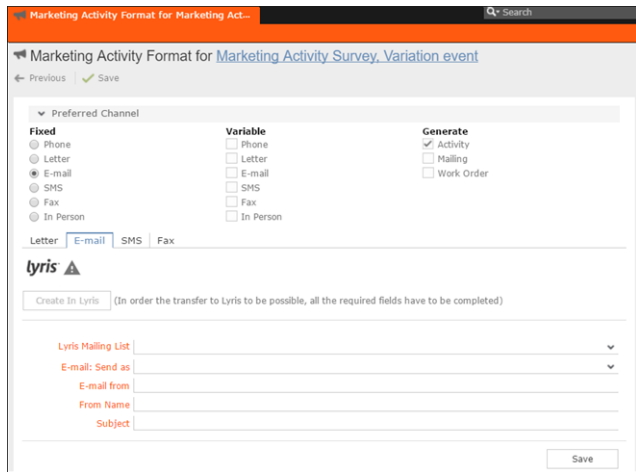 Marketing Activity Format for Marketing Act...
Search
Marketing Activity Format for Marketing Activity Survey, Variation event
Previous Save
Preferred Channel
Fixed Variable Generate
Phone Phone Activity
Letter Letter Mailing
E-mail E-mail Work Order
SMS SMS
Fax Fax
In Person In Person
Letter E-mail SMS Fax
lyris
Create In Lyris (In order the transfer to Lyris to be possible, all the required fields have to be completed)
Lyris Mailing List
E-mail: Send as
E-mail from
From Name
Subject
Save